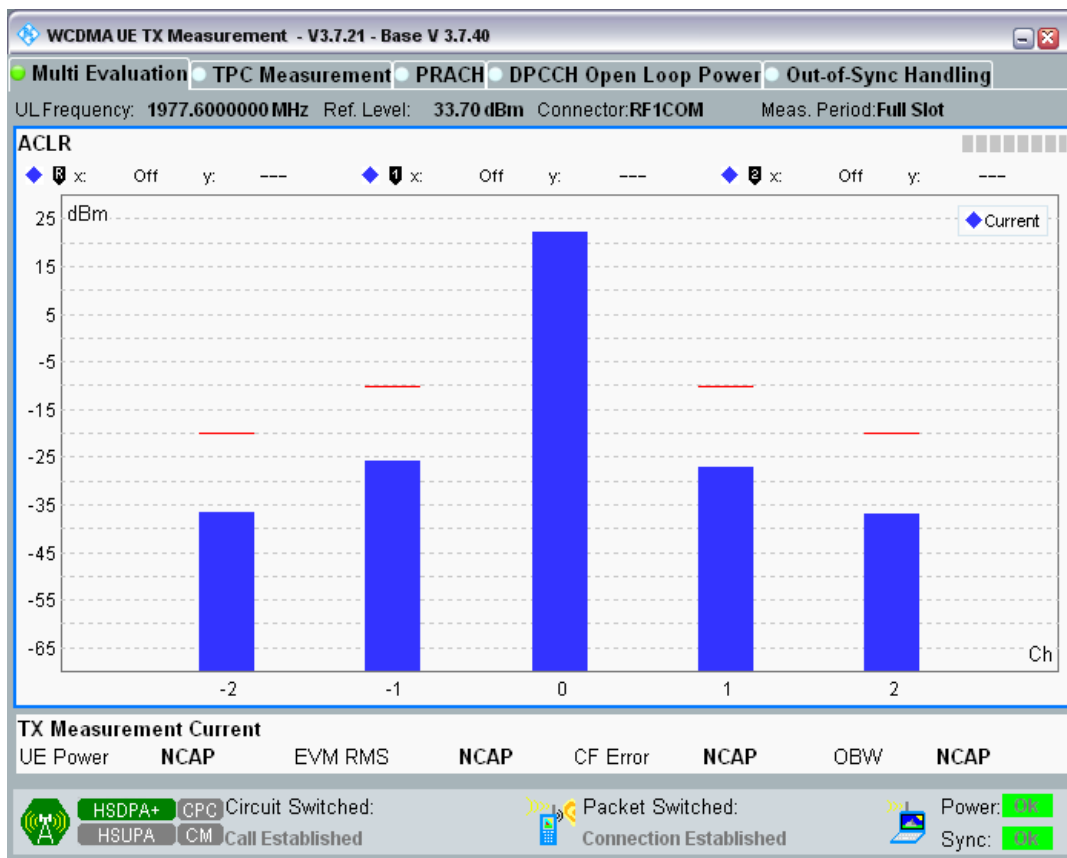 WCDMA UE TX Measurement - V3.7.21 - Base V 3.7.40
Multi Evaluation TPC Measurement PRACH DPCCH Open Loop Power Out-of-Sync Handling
UL Frequency: 1977.6000000 MHz Ref. Level: 33.70 dBm Connector:RF1COM Meas. Period:Full Slot
ACLR
R x: Off y: --- 1 x: Off y: --- 2 x: Off y: ---
dBm
Current
25
15
5
-5
-15
-25
-35
-45
-55
-65
Ch
-2 -1 0 1 2
TX Measurement Current
UE Power NCAP EVM RMS NCAP CF Error NCAP OBW NCAP
HSDPA+ CPC Circuit Switched: Packet Switched: Power: Ok
HSUPA CM Call Established Connection Established Sync: Ok